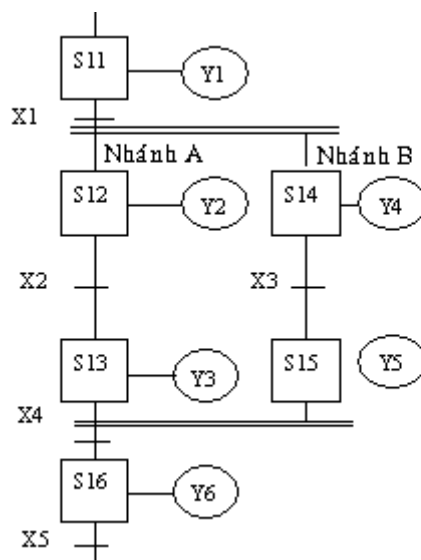 S11
Y1
X1
Nhánh A
Nhánh B
S12
Y2
S14
Y4
X2
X3
S13
Y3
S15
Y5
X4
S16
Y6
X5